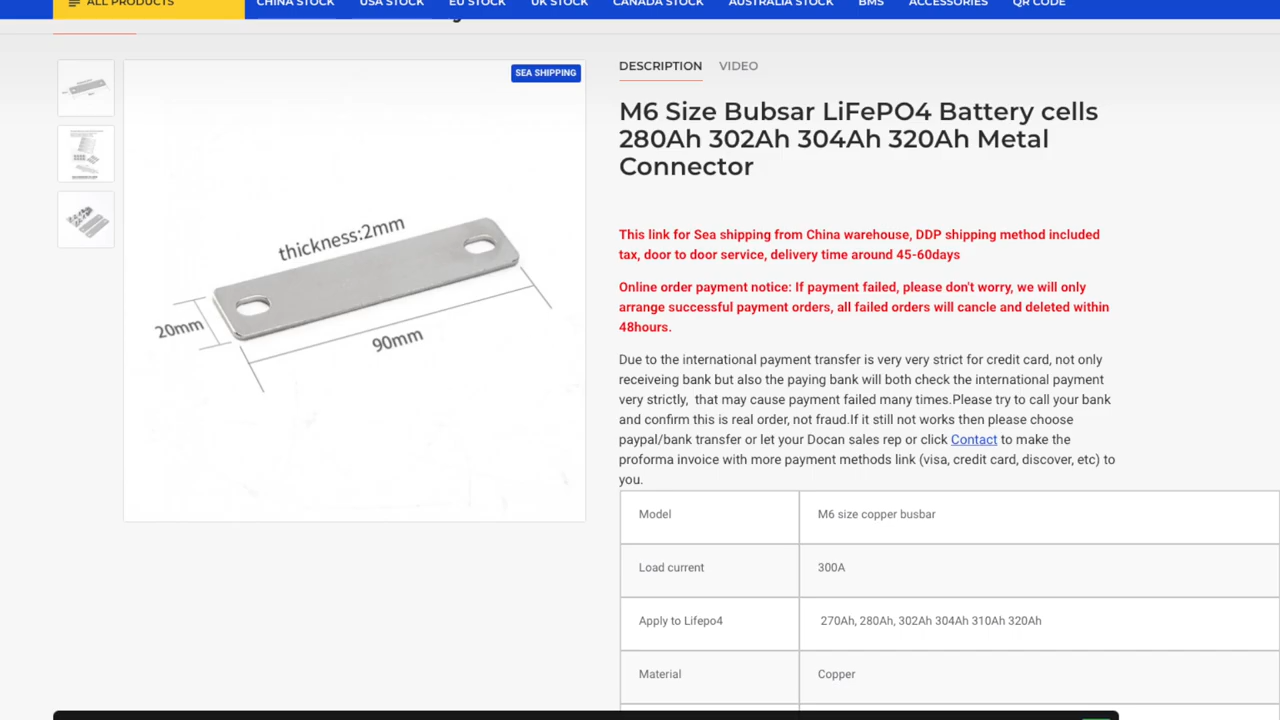 ALL PRODUCTS
CHINA STOCK
USA STOCK
EU STOCK
UK STOCK
CANADA STOCK
AUSTRALIA STOCK
BMS
ACCESSORIES
QR CODE
SEA SHIPPING
thickness:2mm
20mm
90mm
DESCRIPTION
VIDEO
M6 Size Bubsar LiFePO4 Battery cells
280Ah 302Ah 304Ah 320Ah Metal
Connector
This link for Sea shipping from China warehouse, DDP shipping method included
tax, door to door service, delivery time around 45-60days
Online order payment notice: If payment failed, please don't worry, we will only
arrange successful payment orders, all failed orders will cancle and deleted within
48hours.
Due to the international payment transfer is very very strict for credit card, not only
receiveing bank but also the paying bank will both check the international payment
very strictly,  that may cause payment failed many times.Please try to call your bank
and confirm this is real order, not fraud.If it still not works then please choose
paypal/bank transfer or let your Docan sales rep or click Contact to make the
proforma invoice with more payment methods link (visa, credit card, discover, etc) to
you.
Model
M6 size copper busbar
Load current
300A
Apply to Lifepo4
270Ah, 280Ah, 302Ah 304Ah 310Ah 320Ah
Material
Copper